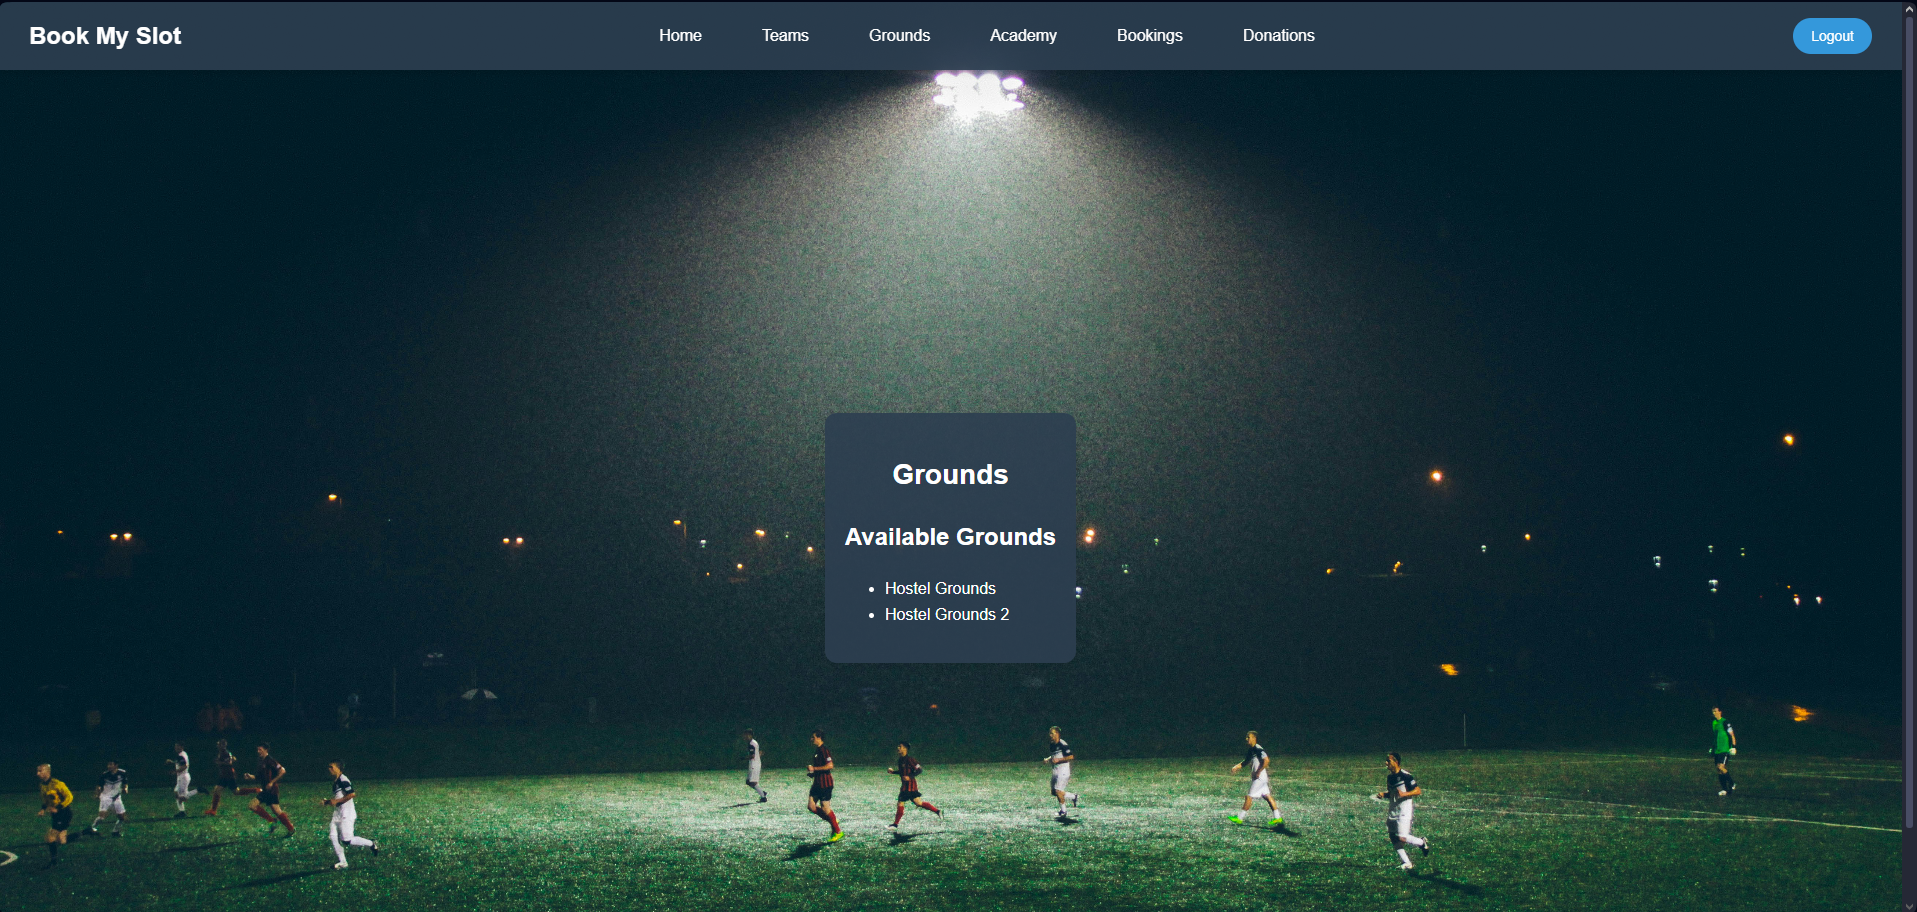 Book My Slot
Home Teams Grounds Academy Bookings Donations
Logout
Grounds
Available Grounds
Hostel Grounds
Hostel Grounds 2